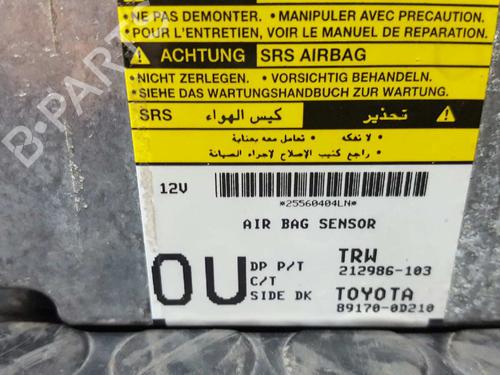 •NE PAS DEMONTER. •MANIPULER AVEC PRECAUTION.
•POUR L'ENTRETIEN, VOIR LE MANUEL DE REPARATION.
ACHTUNG SRS AIRBAG
•NICHT ZERLEGEN. •VORSICHTIG BEHANDELN.
•SIEHE DAS WARTUNGSHANDBUCH ZUR WARTUNG.
SRS كيس الهواء تحذير
• لا تفكه • تعامل معه بعناية
• راجع كتيب الإصلاح لاجراء الصيانة
12V
*25560404LN*
AIR BAG SENSOR
OU
DP P/T
C/T
SIDE DK
TRW
212986-103
TOYOTA
89170-0D210
B-PARTS